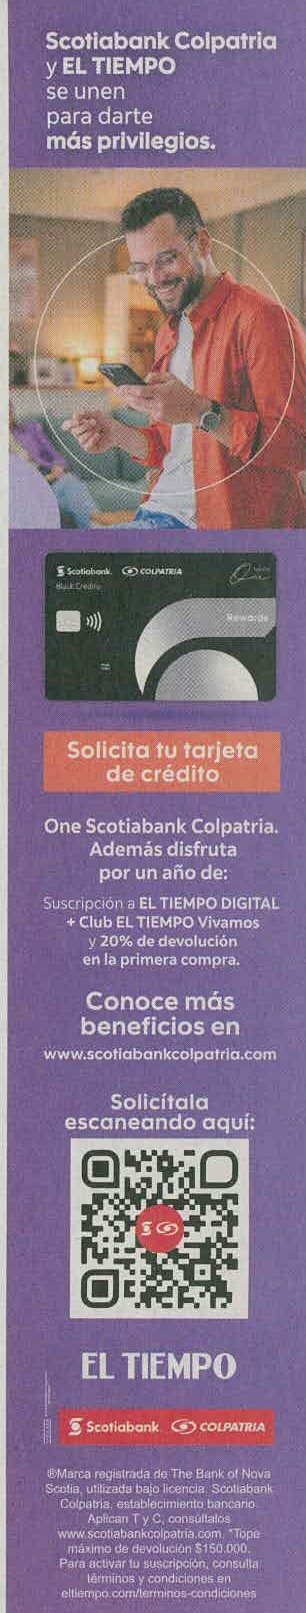 Scotiabank Colpatria
y EL TIEMPO
se unen
para darte
más privilegios.
Scotiabank COLPATRIA
Black Credito
One
Rewards
Solicita tu tarjeta
de crédito
One Scotiabank Colpatria.
Además disfruta
por un año de:
Suscripción a EL TIEMPO DIGITAL
+ Club EL TIEMPO Vivamos
y 20% de devolución
en la primera compra.
Conoce más
beneficios en
www.scotiabankcolpatria.com
Solicítala
escaneando aquí:
EL TIEMPO
Scotiabank COLPATRIA
®Marca registrada de The Bank of Nova
Scotia, utilizada bajo licencia. Scotiabank
Colpatria, establecimiento bancario.
Aplican T y C, consúltalos
www.scotiabankcolpatria.com. *Tope
máximo de devolución $150.000.
Para activar tu suscripción, consulta
términos y condiciones en
eltiempo.com/terminos-condiciones